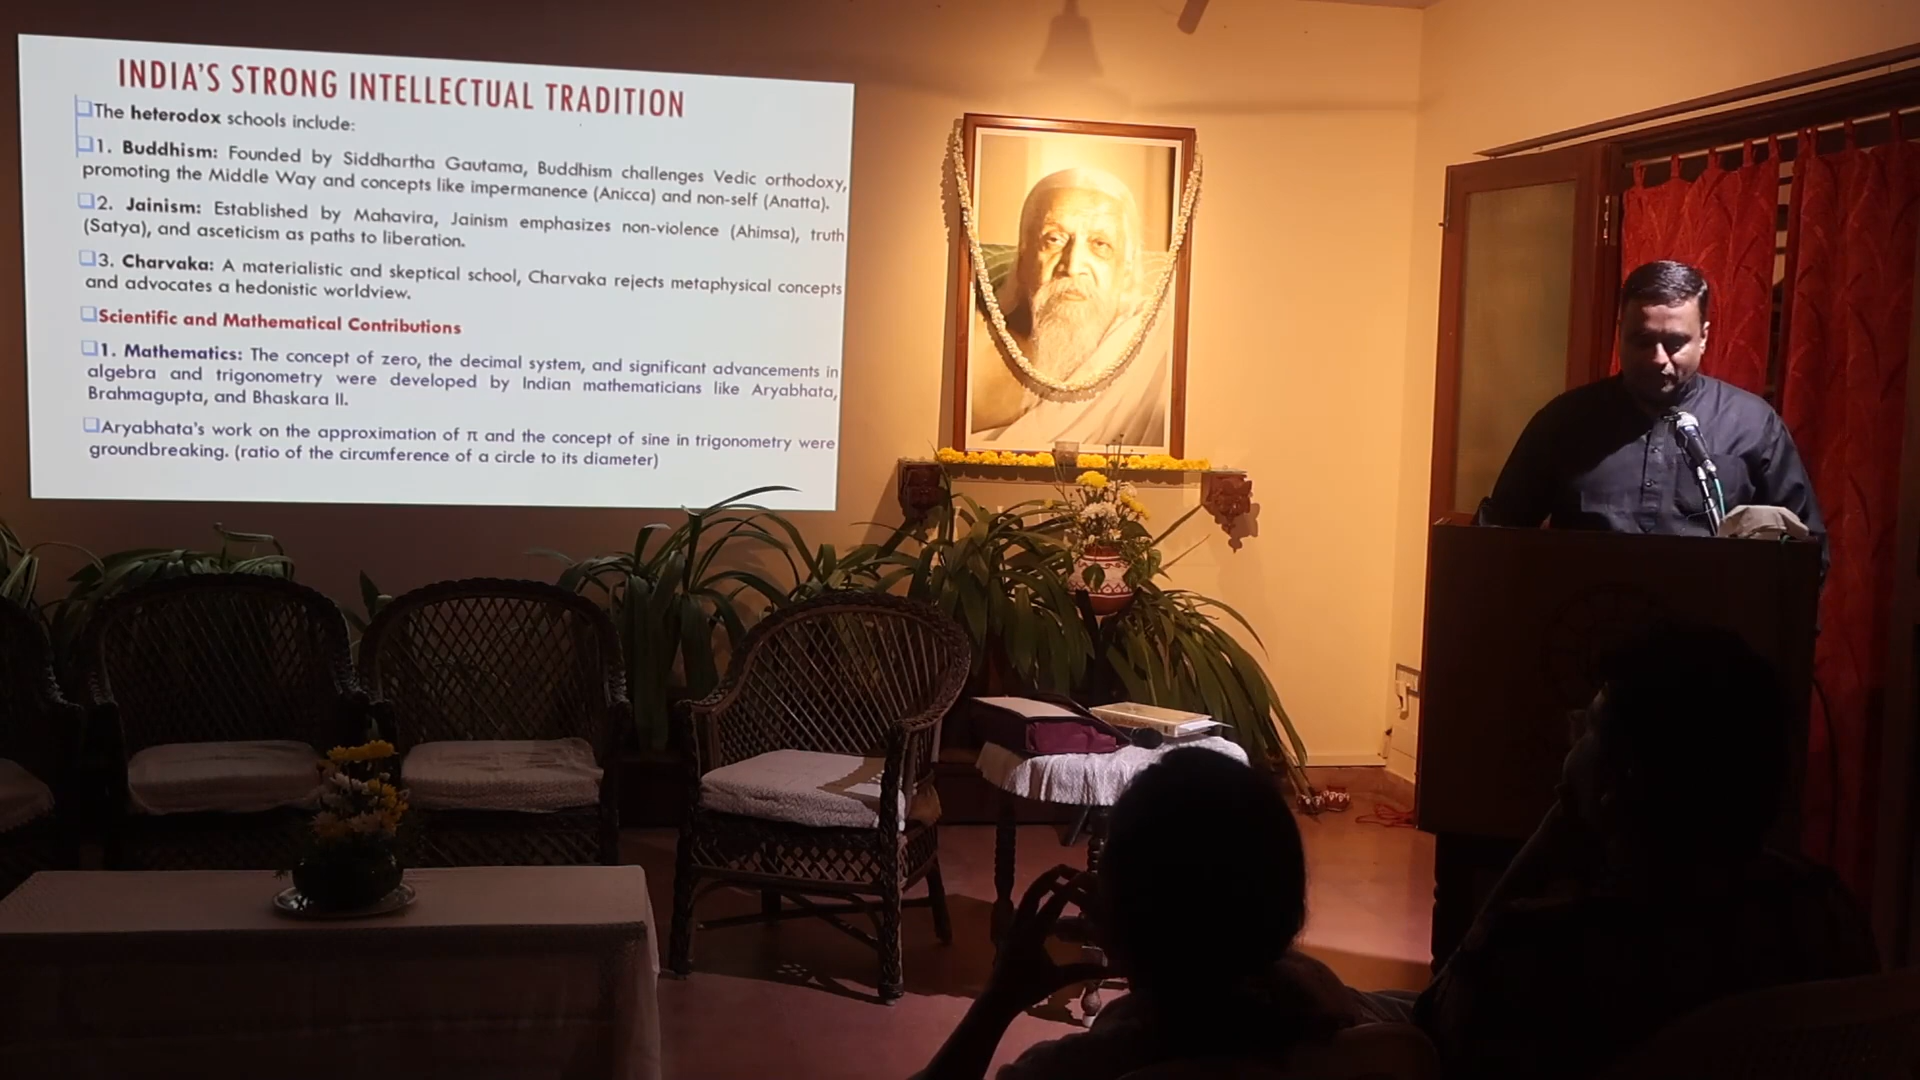 INDIA'S STRONG INTELLECTUAL TRADITION
The heterodox schools include:
1. Buddhism: Founded by Siddhartha Gautama, Buddhism challenges Vedic orthodoxy,
promoting the Middle Way and concepts like impermanence (Anicca) and non-self (Anatta).
2. Jainism: Established by Mahavira, Jainism emphasizes non-violence (Ahimsa), truth
(Satya), and asceticism as paths to liberation.
3. Charvaka: A materialistic and skeptical school, Charvaka rejects metaphysical concepts
and advocates a hedonistic worldview.
Scientific and Mathematical Contributions
1. Mathematics: The concept of zero, the decimal system, and significant advancements in
algebra and trigonometry were developed by Indian mathematicians like Aryabhata,
Brahmagupta, and Bhaskara II.
Aryabhata's work on the approximation of π and the concept of sine in trigonometry were
groundbreaking. (ratio of the circumference of a circle to its diameter)